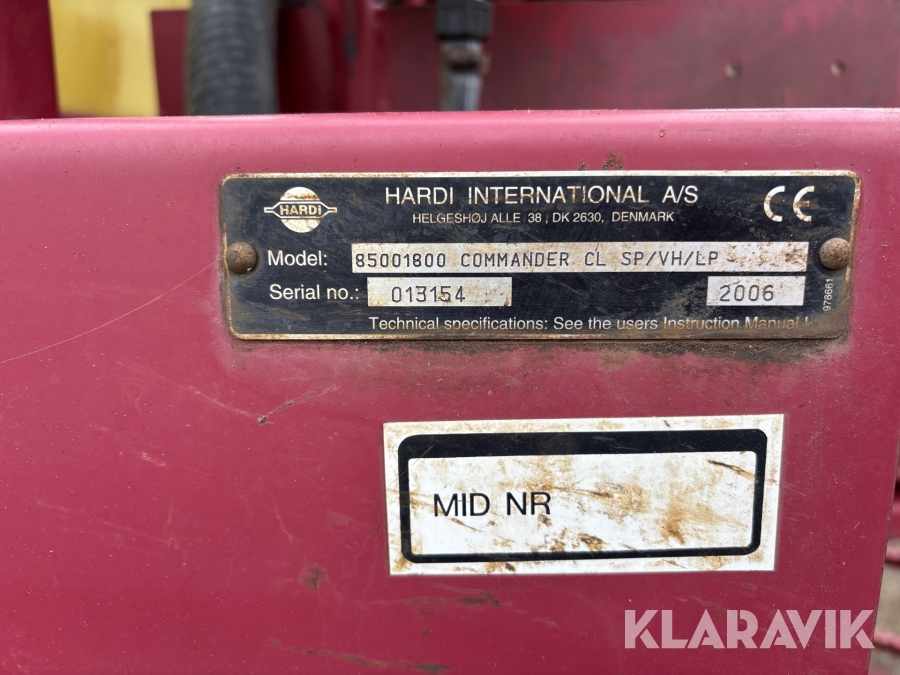 HARDI INTERNATIONAL A/S
HELGESHØJ ALLE 38, DK 2630, DENMARK
HARDI
CE
Model: 85001800 COMMANDER CL SP/VH/LP
Serial no.: 013154 2006
978661
Technical specifications: See the users Instruction Manual
MID NR
KLARAVIK